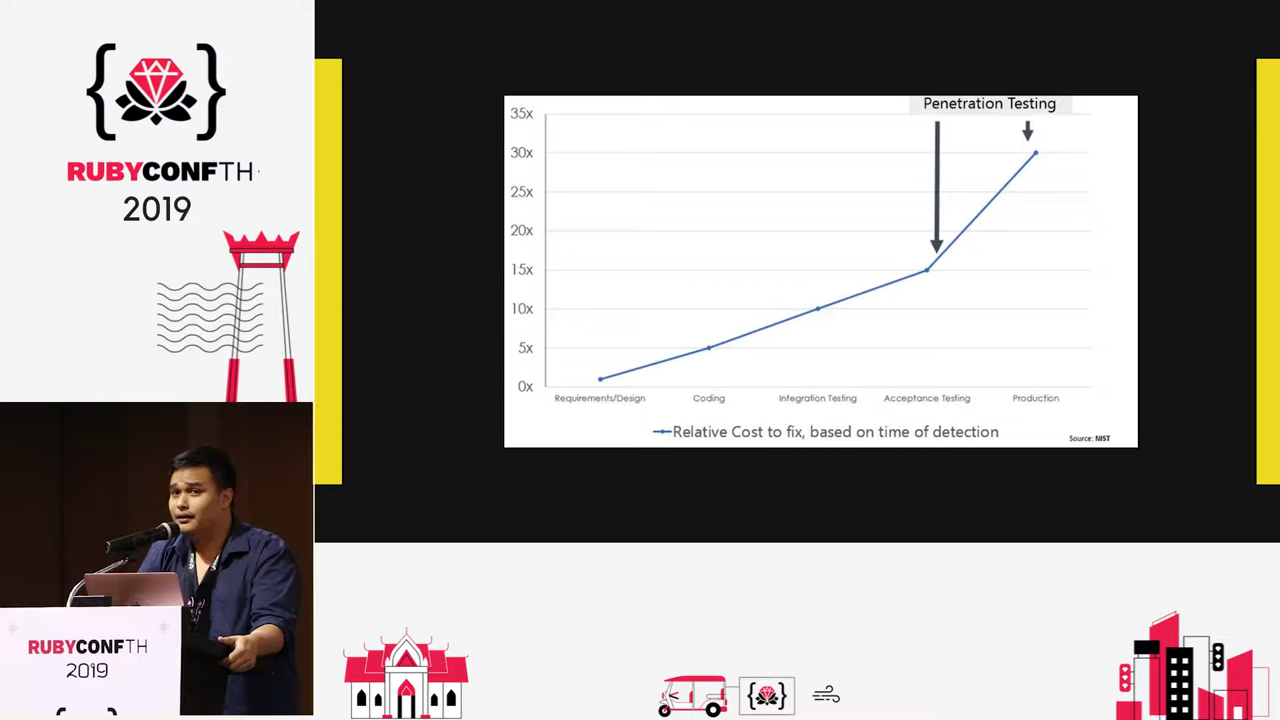 RUBYCONFTH
2019
Penetration Testing
35x
30x
25x
20x
15x
10x
5x
0x
Requirements/Design
Coding
Integration Testing
Acceptance Testing
Production
Relative Cost to fix, based on time of detection
Source: NIST
RUBYCONFTH
2019